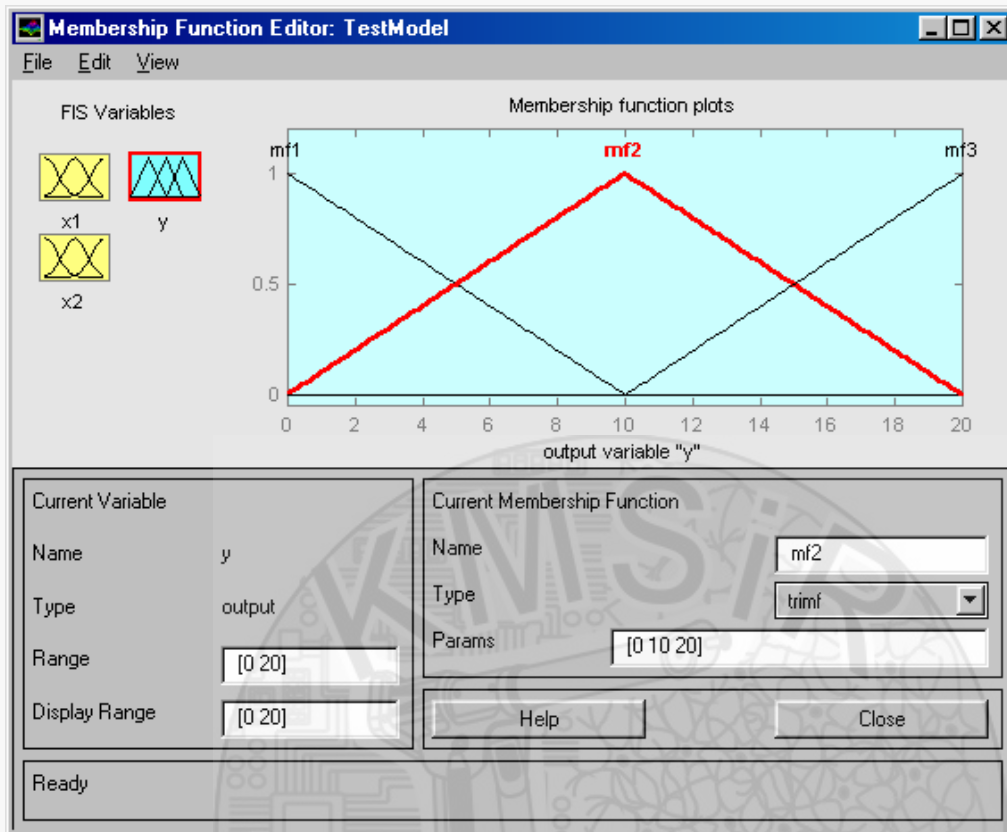 Membership Function Editor: TestModel
File Edit View
FIS Variables
Membership function plots
x1
y
x2
mf1
mf2
mf3
1
0.5
0
0 2 4 6 8 10 12 14 16 18 20
output variable "y"
Current Variable
Name y
Type output
Range [0 20]
Display Range [0 20]
Current Membership Function
Name mf2
Type trimf
Params [0 10 20]
Help
Close
Ready
KMSiR